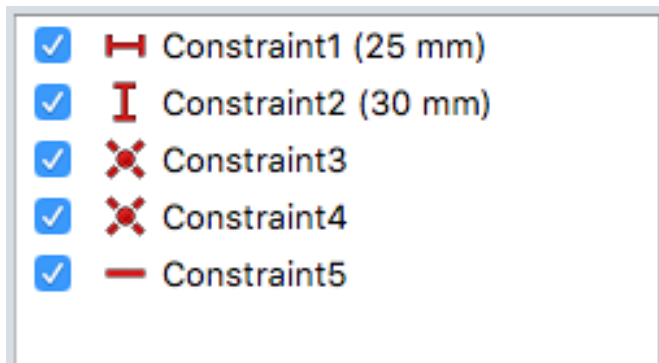 Constraint1 (25 mm)
Constraint2 (30 mm)
Constraint3
Constraint4
Constraint5